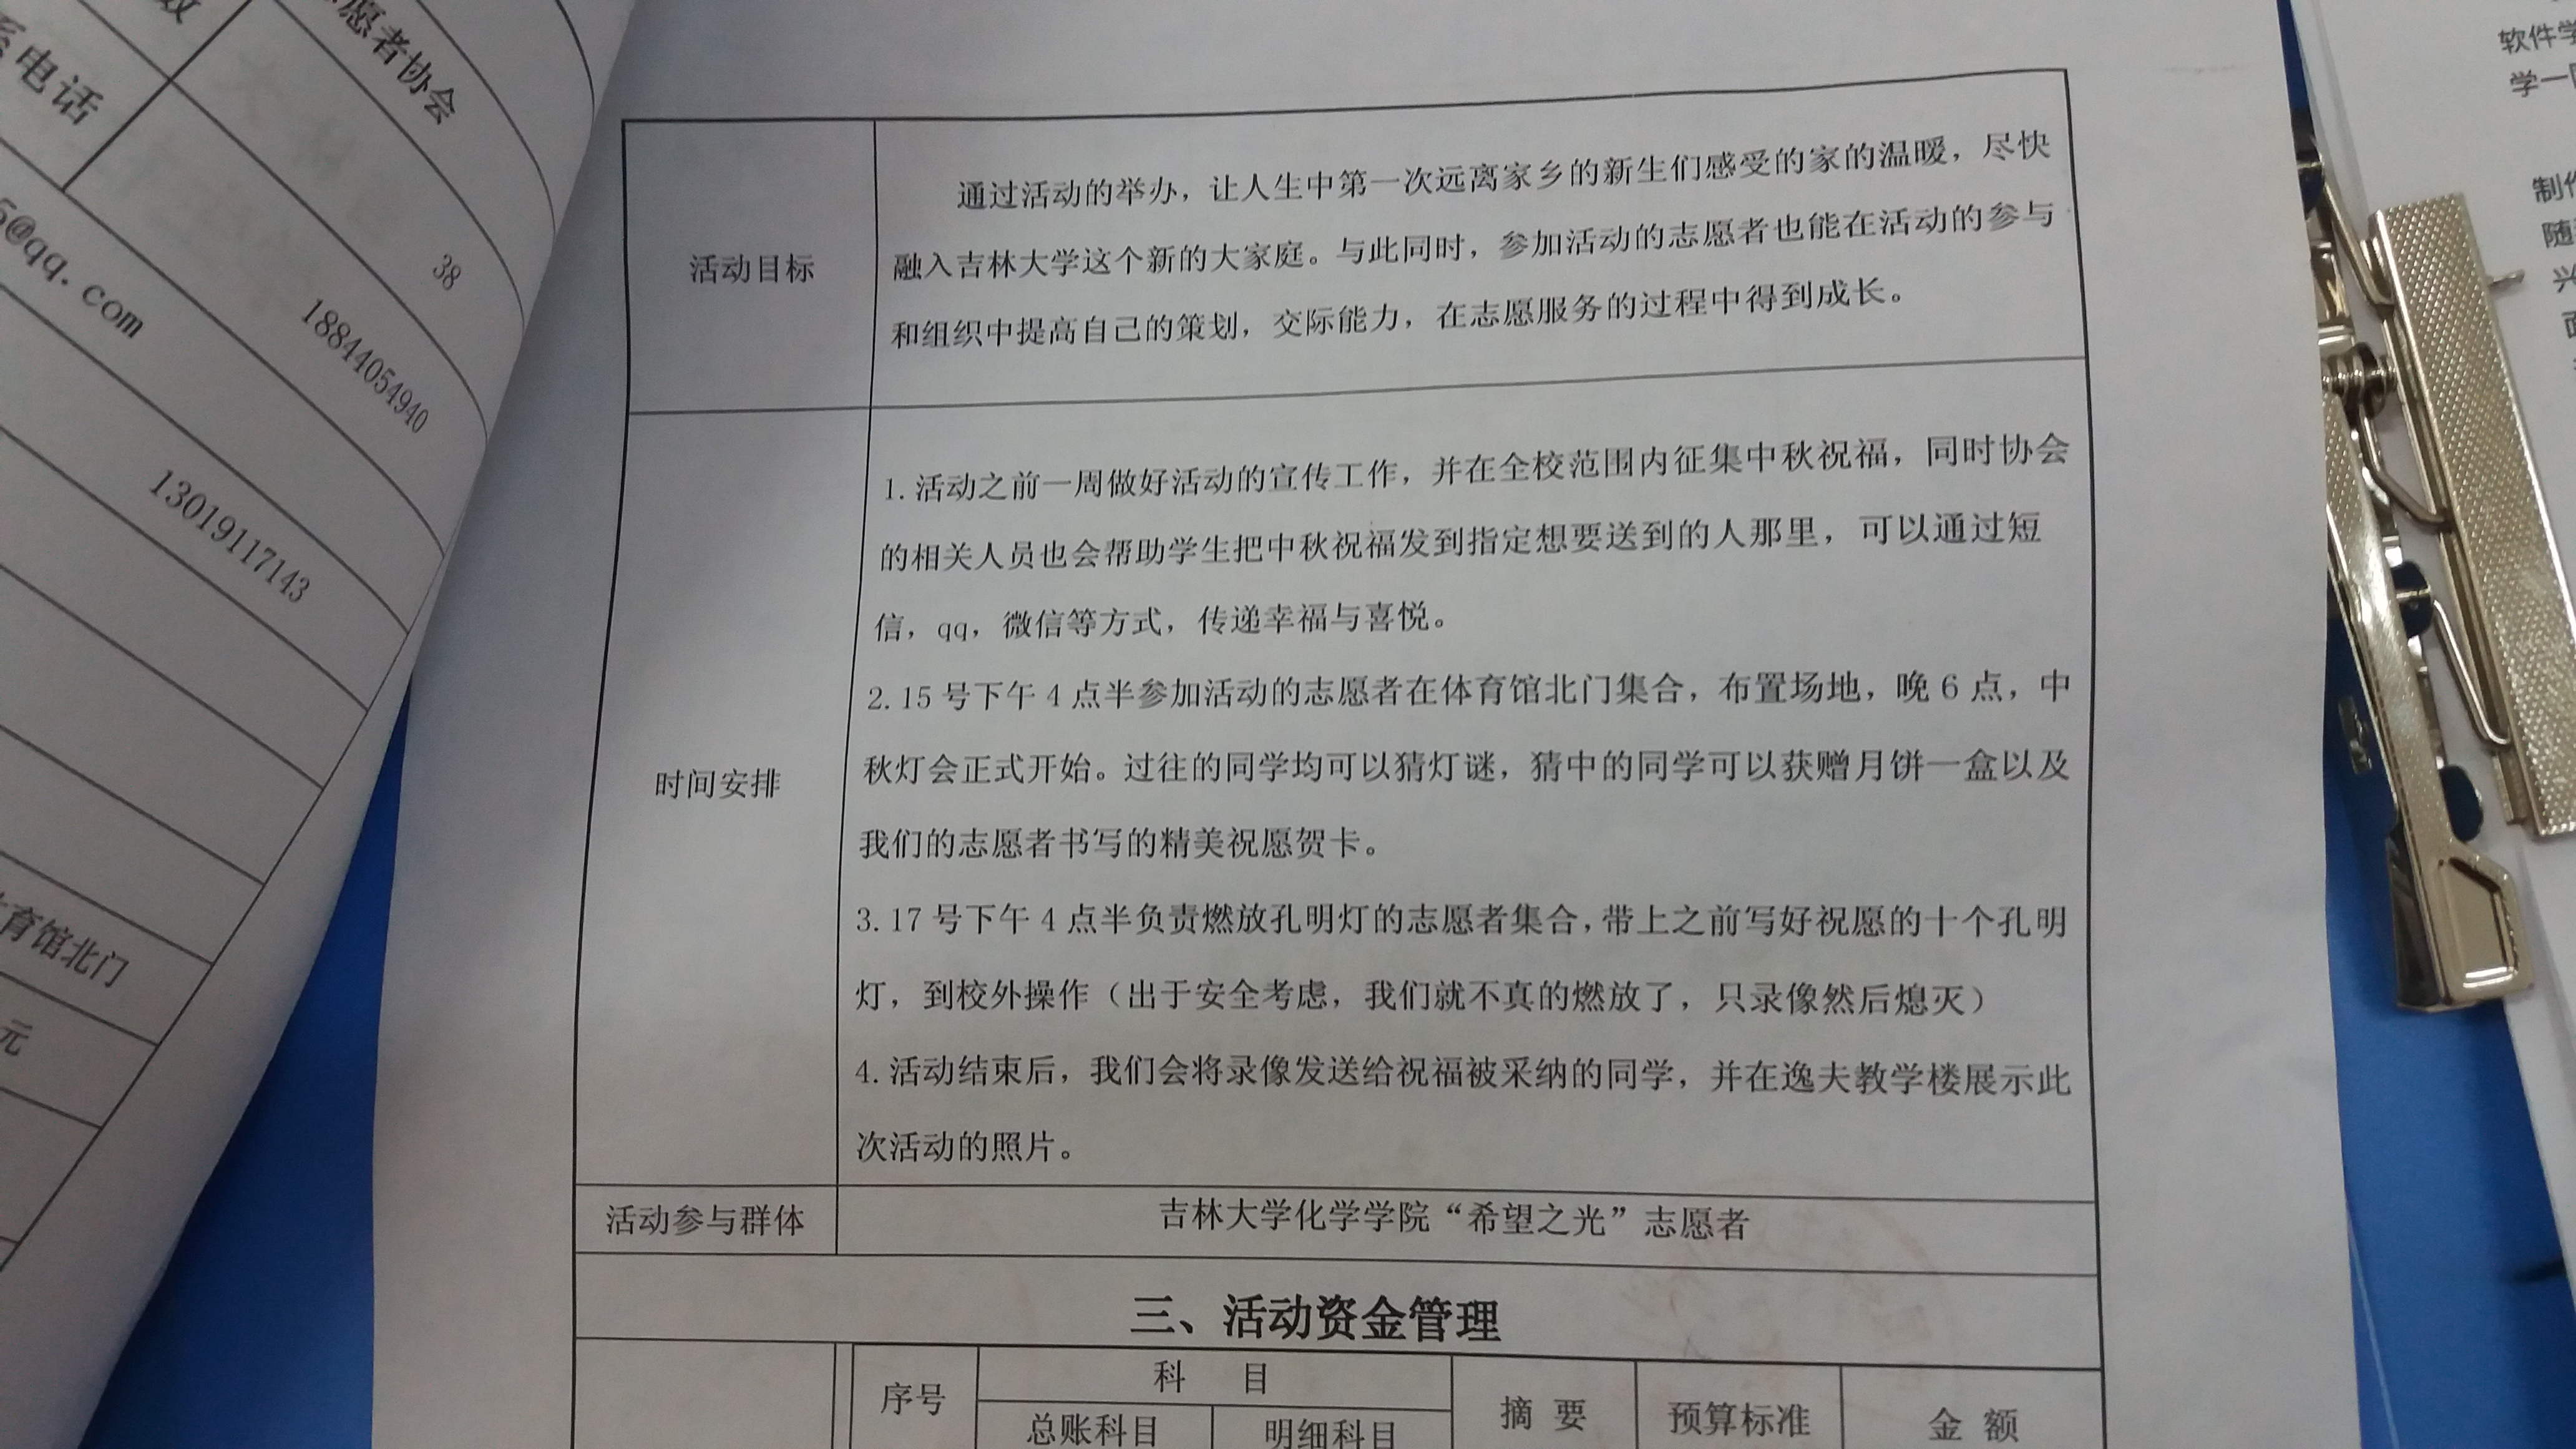 系电话
愿者协会
38
18844054940
5@qq.com
13019117143
育馆北门
元
活动目标
通过活动的举办，让人生中第一次远离家乡的新生们感受的家的温暖，尽快
融入吉林大学这个新的大家庭。与此同时，参加活动的志愿者也能在活动的参与
和组织中提高自己的策划，交际能力，在志愿服务的过程中得到成长。
时间安排
1.活动之前一周做好活动的宣传工作，并在全校范围内征集中秋祝福，同时协会
的相关人员也会帮助学生把中秋祝福发到指定想要送到的人那里，可以通过短
信，qq，微信等方式，传递幸福与喜悦。
2.15 号下午 4 点半参加活动的志愿者在体育馆北门集合，布置场地，晚 6 点，中
秋灯会正式开始。过往的同学均可以猜灯谜，猜中的同学可以获赠月饼一盒以及
我们的志愿者书写的精美祝愿贺卡。
3.17 号下午 4 点半负责燃放孔明灯的志愿者集合,带上之前写好祝愿的十个孔明
灯，到校外操作（出于安全考虑，我们就不真的燃放了，只录像然后熄灭）
4.活动结束后，我们会将录像发送给祝福被采纳的同学，并在逸夫教学楼展示此
次活动的照片。
活动参与群体
吉林大学化学学院“希望之光”志愿者
三、活动资金管理
序号
科 目
总账科目
明细科目
摘 要
预算标准
金 额
软件学
学一
制作
随
兴